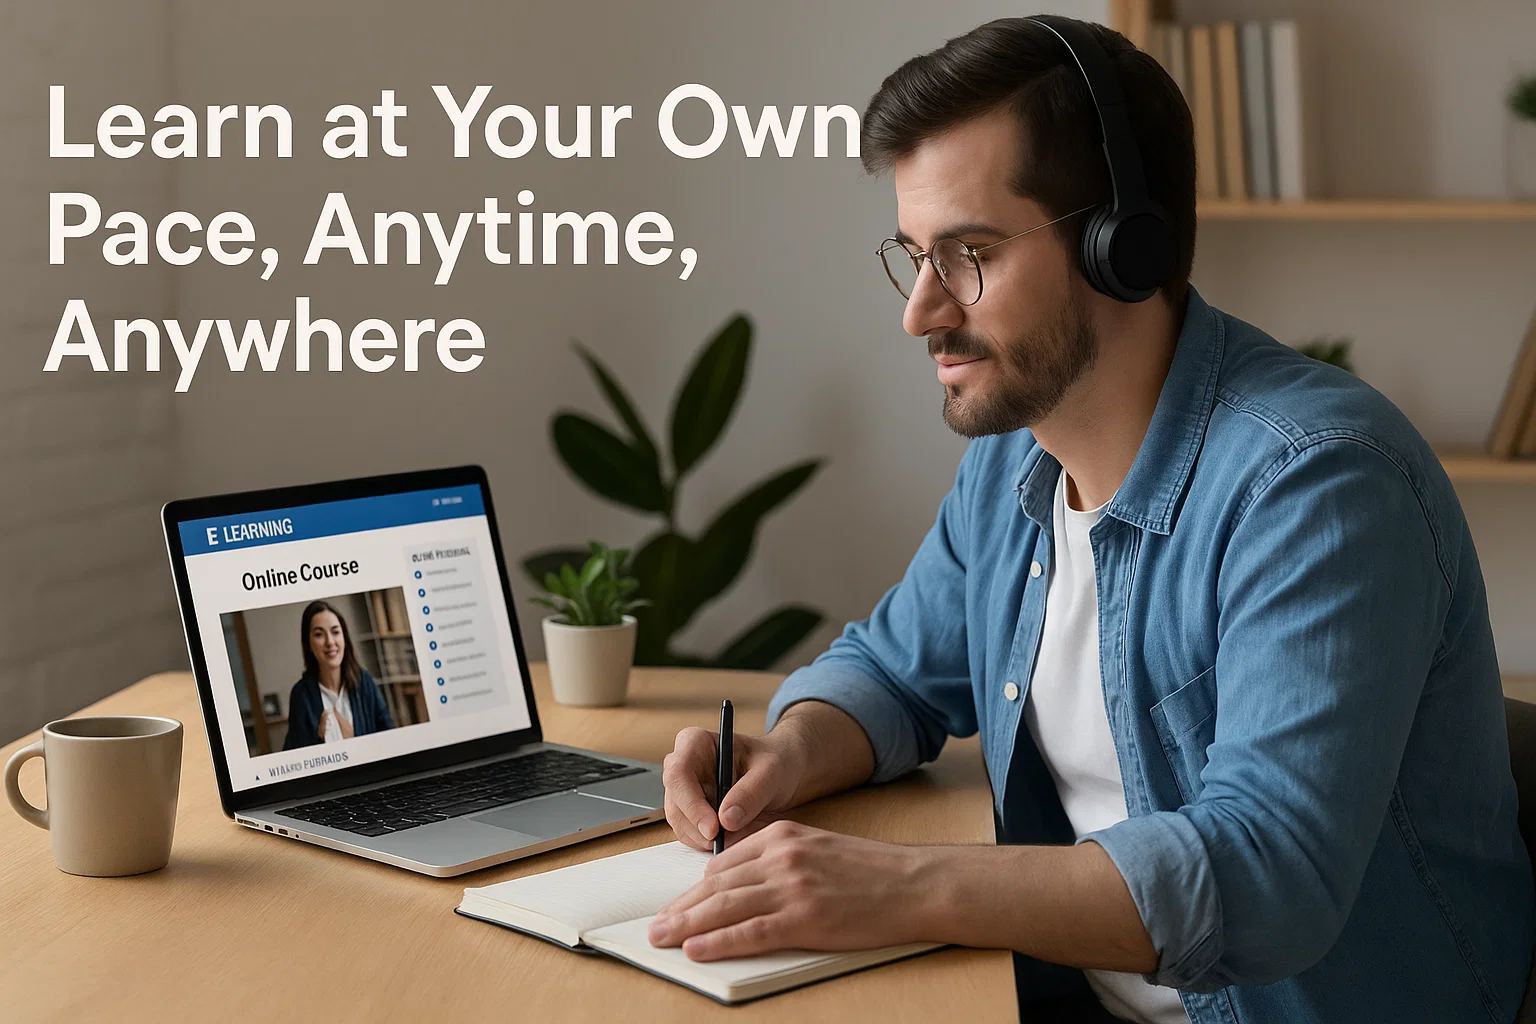 Learn at Your Own
Pace, Anytime,
Anywhere
E LEARNING
Online Course